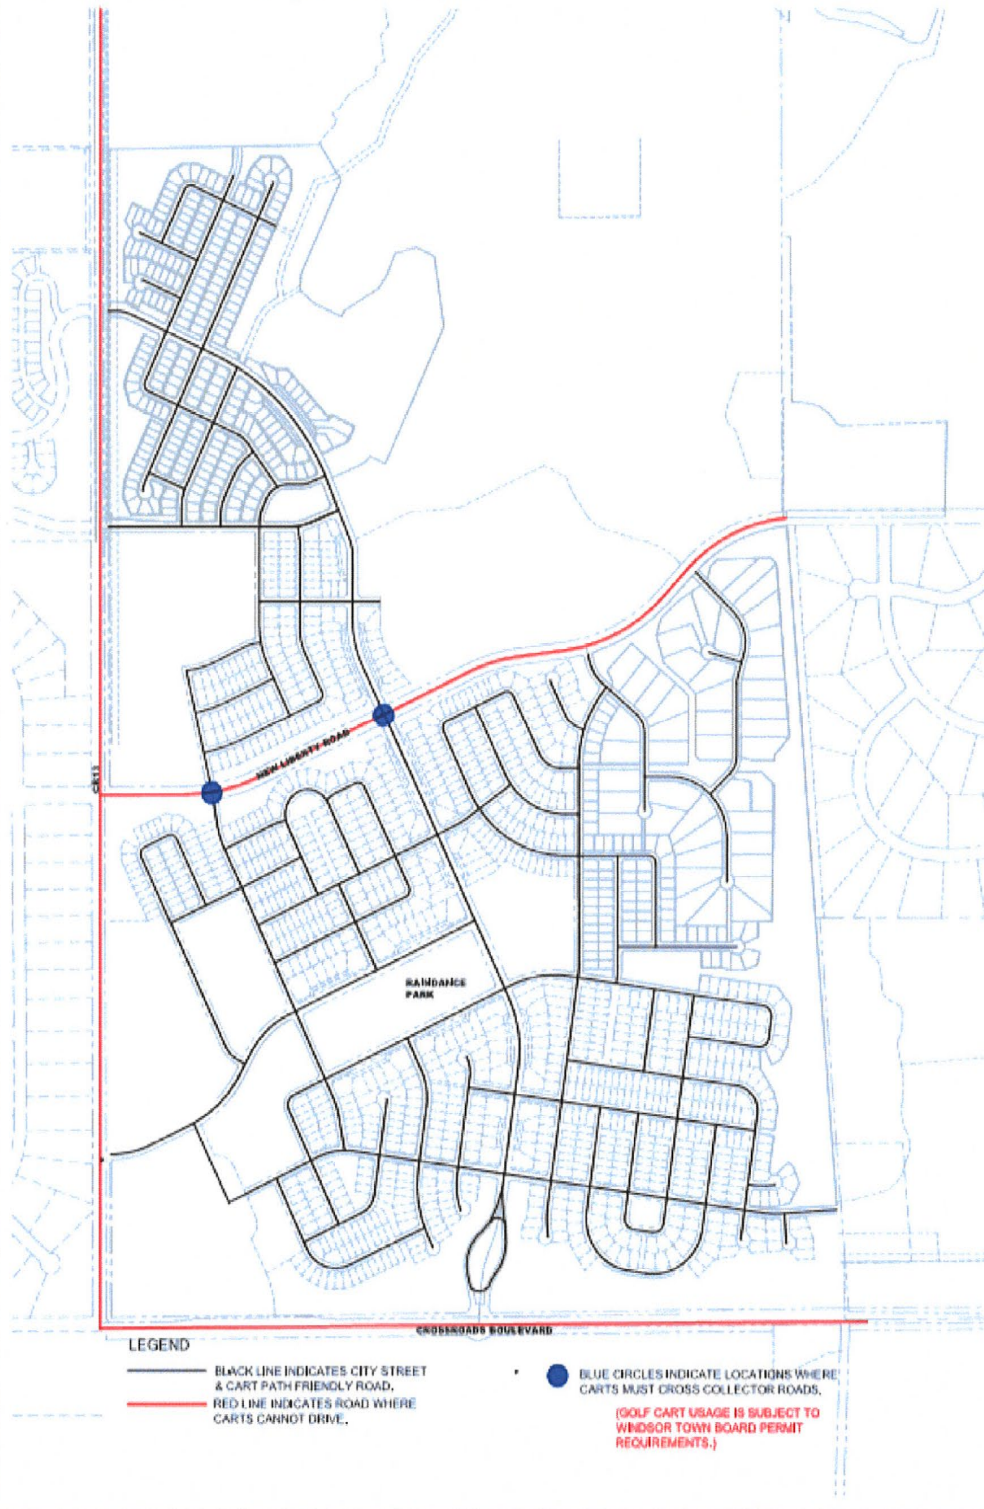 NEW LIBERTY ROAD
CR13
RAINDANCE
PARK
CROSSROADS BOULEVARD
LEGEND
BLACK LINE INDICATES CITY STREET
& CART PATH FRIENDLY ROAD.
RED LINE INDICATES ROAD WHERE
CARTS CANNOT DRIVE.
BLUE CIRCLES INDICATE LOCATIONS WHERE
CARTS MUST CROSS COLLECTOR ROADS.
(GOLF CART USAGE IS SUBJECT TO
WINDSOR TOWN BOARD PERMIT
REQUIREMENTS.)